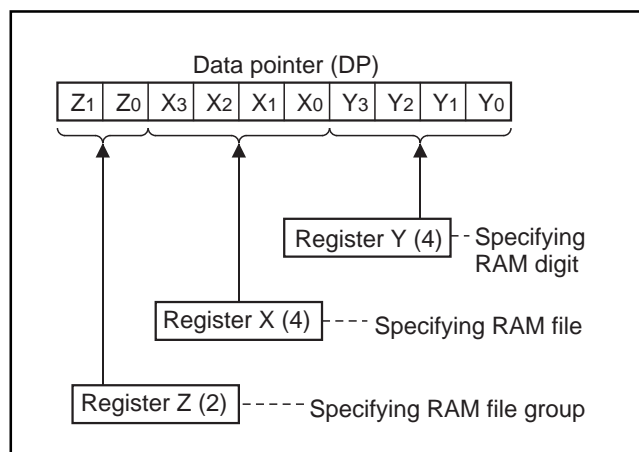 Data pointer (DP)
Z1 Z0 X3 X2 X1 X0 Y3 Y2 Y1 Y0
Register Y (4) Specifying
RAM digit
Register X (4) Specifying RAM file
Register Z (2) Specifying RAM file group